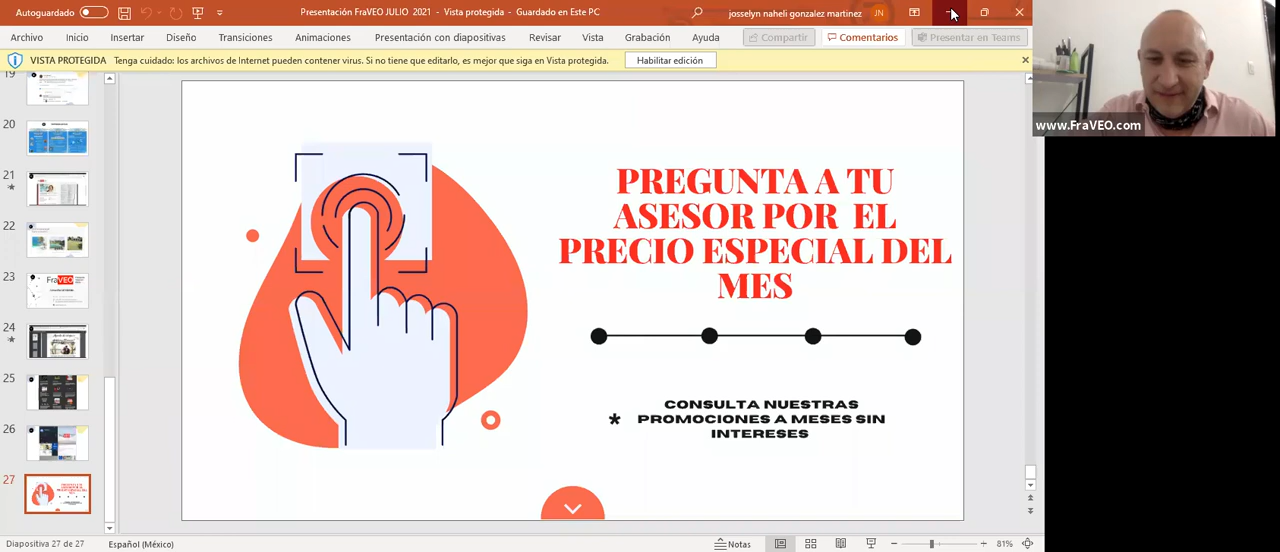 Autoguardado
Presentación FraVEO JULIO 2021 - Vista protegida - Guardado en Este PC
josselyn naheli gonzalez martinez
JN
Archivo Inicio Insertar Diseño Transiciones Animaciones Presentación con diapositivas Revisar Vista Grabación Ayuda
Compartir
Comentarios
Presentar en Teams
VISTA PROTEGIDA Tenga cuidado: los archivos de Internet pueden contener virus. Si no tiene que editarlo, es mejor que siga en Vista protegida.
Habilitar edición
www.FraVEO.com
19
20
21
22
23
FraVEO
24
25
26
27
PREGUNTA A TU
ASESOR POR EL
PRECIO ESPECIAL DEL
MES
CONSULTA NUESTRAS
* PROMOCIONES A MESES SIN
INTERESES
Diapositiva 27 de 27
Español (México)
Notas
81%